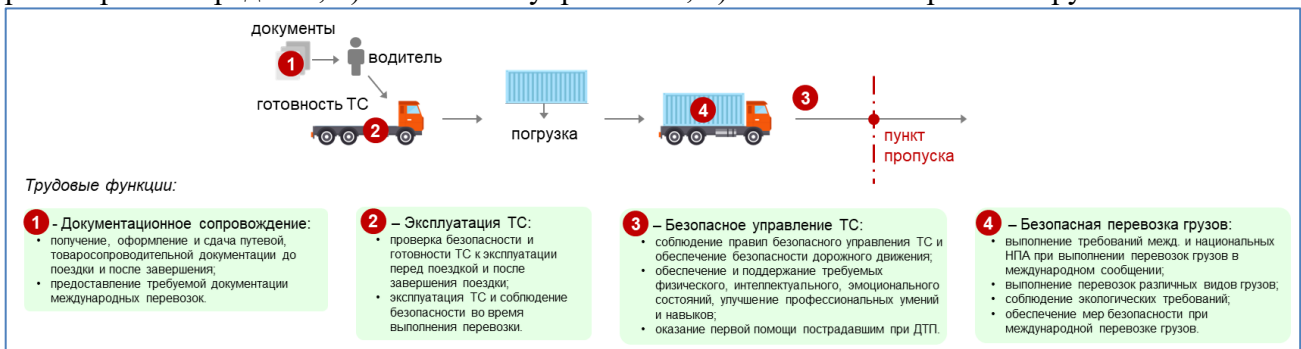 документы
1
водитель
готовность ТС
2
погрузка
4
3
пункт
пропуска
Трудовые функции:
1 - Документационное сопровождение:
• получение, оформление и сдача путевой,
товаросопроводительной документации до
поездки и после завершения;
• предоставление требуемой документации
международных перевозок.
2 – Эксплуатация ТС:
• проверка безопасности и
готовности ТС к эксплуатации
перед поездкой и после
завершения поездки;
• эксплуатация ТС и соблюдение
безопасности во время
выполнения перевозки.
3 – Безопасное управление ТС:
• соблюдение правил безопасного управления ТС и
обеспечение безопасности дорожного движения;
• обеспечение и поддержание требуемых
физического, интеллектуального, эмоционального
состояний, улучшение профессиональных умений
и навыков;
• оказание первой помощи пострадавшим при ДТП.
4 – Безопасная перевозка грузов:
• выполнение требований межд. и национальных
НПА при выполнении перевозок грузов в
международном сообщении;
• выполнение перевозок различных видов грузов;
• соблюдение экологических требований;
• обеспечение мер безопасности при
международной перевозке грузов.